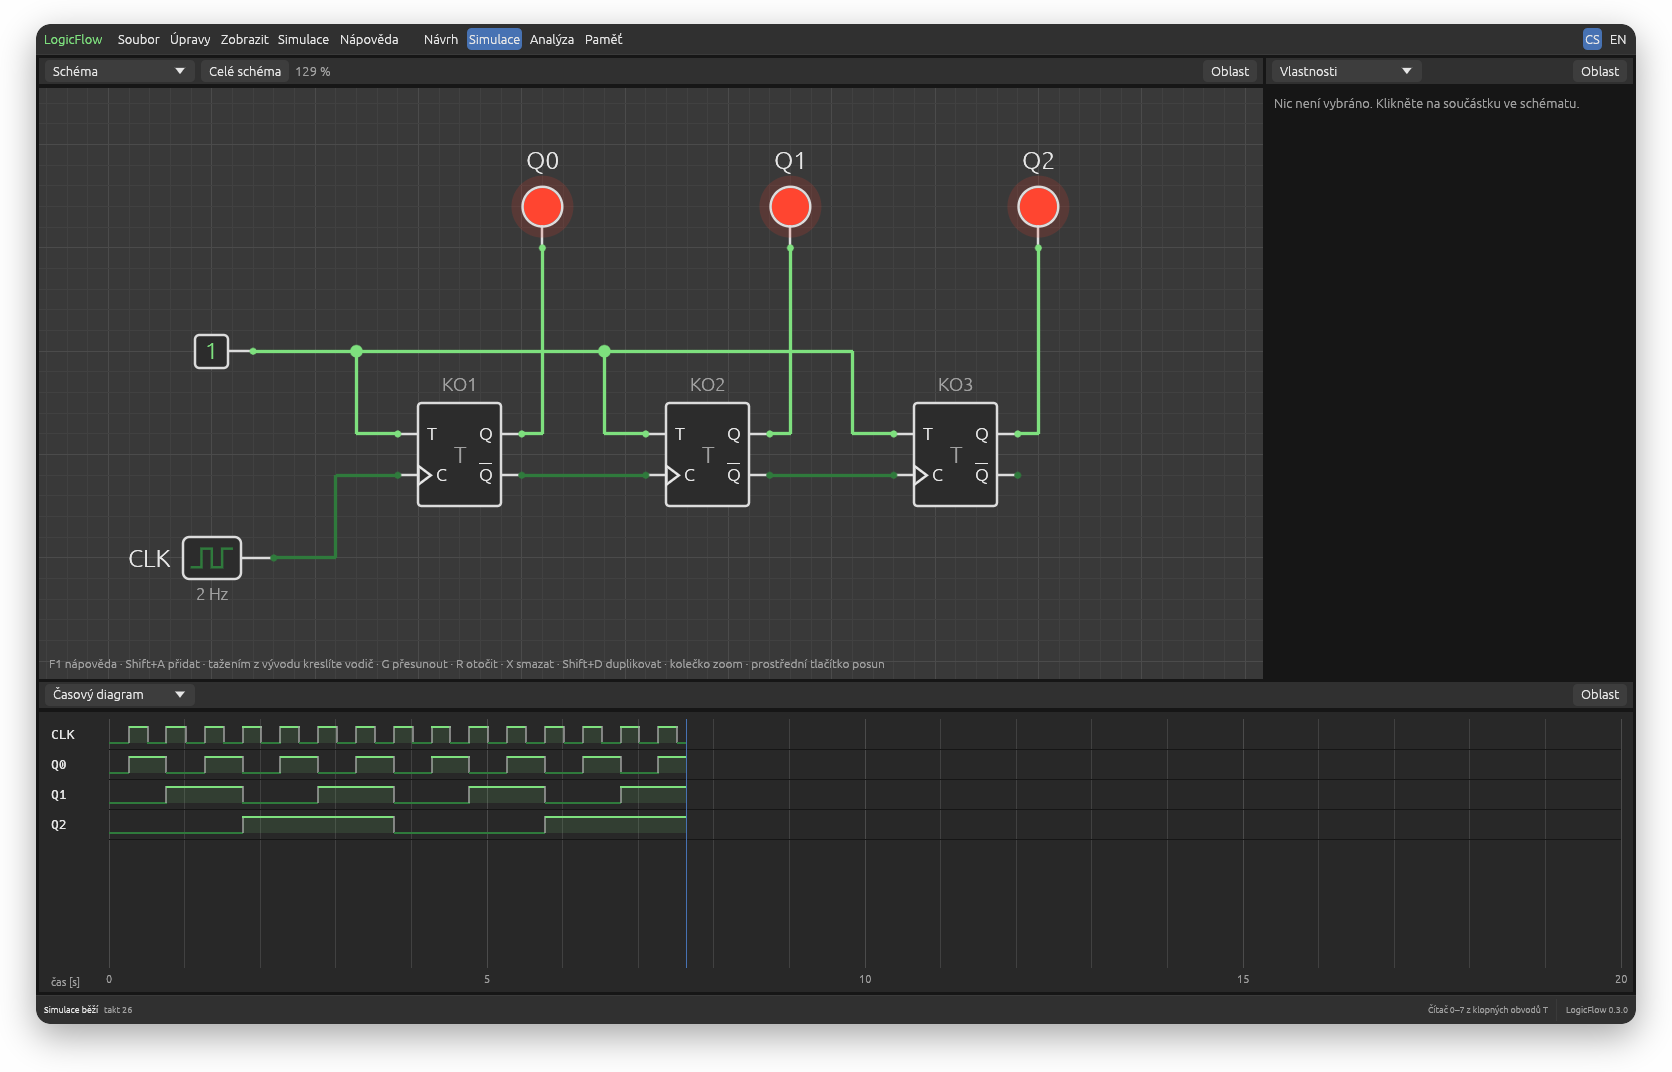 LogicFlow Soubor Úpravy Zobrazit Simulace Nápověda Návrh Simulace Analýza Paměť CS EN
Schéma Celé schéma 129 % Oblast
Vlastnosti Oblast
Nic není vybráno. Klikněte na součástku ve schématu.
Q0 Q1 Q2
1
KO1 KO2 KO3
T Q T Q T Q
T T T
C Q C Q C Q
CLK
2 Hz
F1 nápověda · Shift+A přidat · tažením z vývodu kreslíte vodič · G přesunout · R otočit · X smazat · Shift+D duplikovat · kolečko zoom · prostřední tlačítko posun
Časový diagram Oblast
CLK
Q0
Q1
Q2
čas [s] 0 5 10 15 20
Simulace běží takt 26 Čítač 0–7 z klopných obvodů T LogicFlow 0.3.0